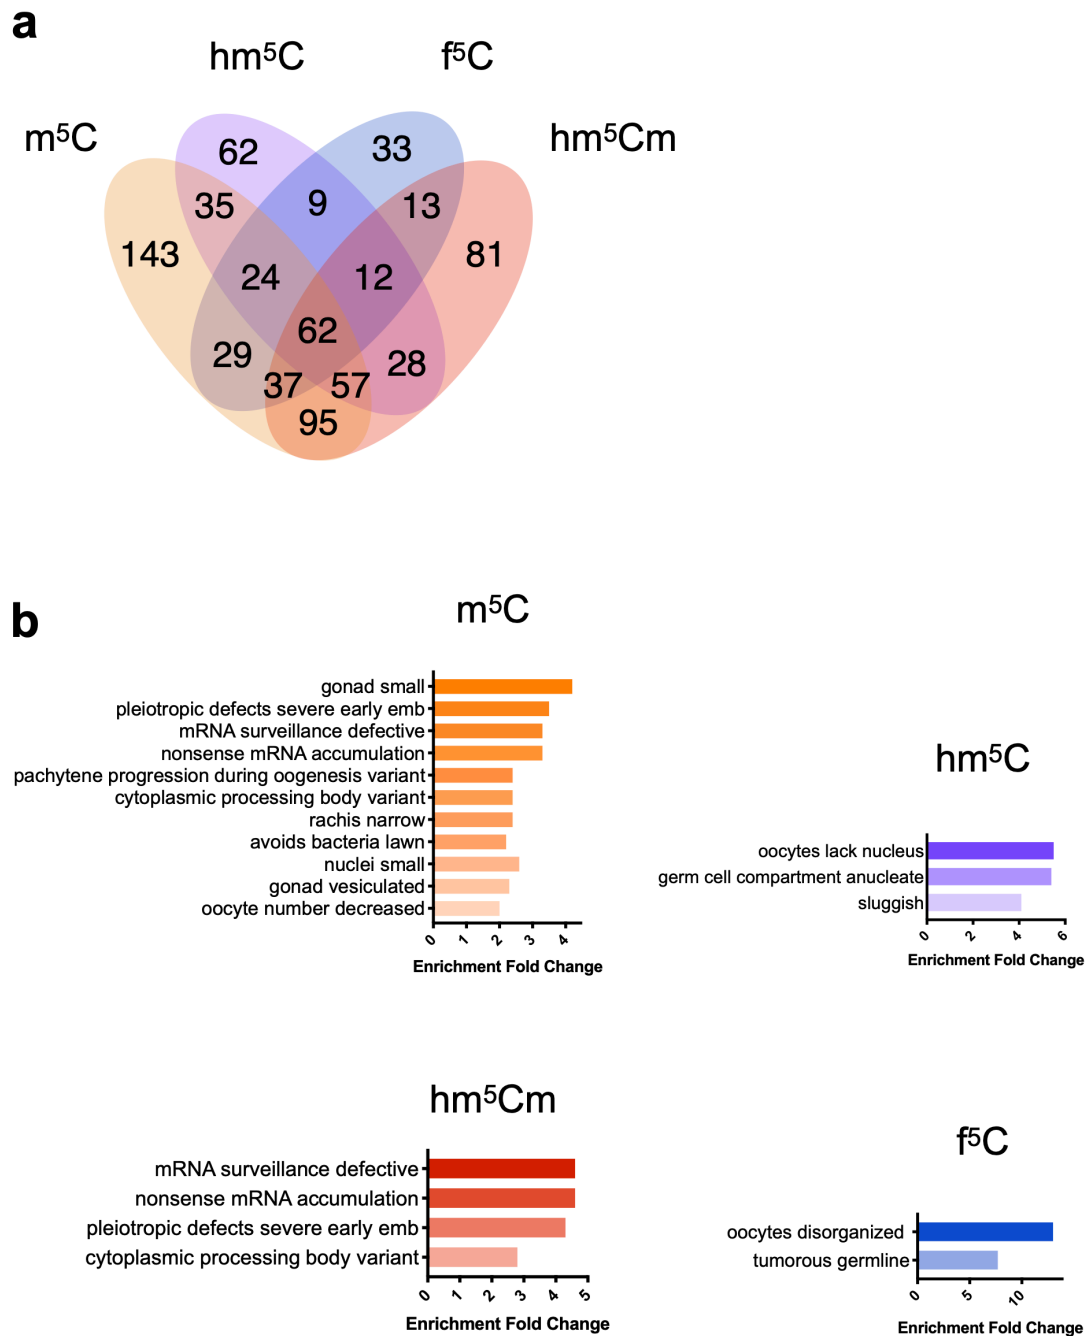 a
hm⁵C f⁵C
m⁵C hm⁵Cm
62 33
35 9 13
143 81
24 12
62
29 28
37 57
95
b
m⁵C
gonad small
pleiotropic defects severe early emb
mRNA surveillance defective
nonsense mRNA accumulation
pachytene progression during oogenesis variant
cytoplasmic processing body variant
rachis narrow
avoids bacteria lawn
nuclei small
gonad vesiculated
oocyte number decreased
0 1 2 3 4
Enrichment Fold Change
hm⁵C
oocytes lack nucleus
germ cell compartment anucleate
sluggish
0 2 4 6
Enrichment Fold Change
hm⁵Cm
mRNA surveillance defective
nonsense mRNA accumulation
pleiotropic defects severe early emb
cytoplasmic processing body variant
0 1 2 3 4 5
Enrichment Fold Change
f⁵C
oocytes disorganized
tumorous germline
0 5 10
Enrichment Fold Change